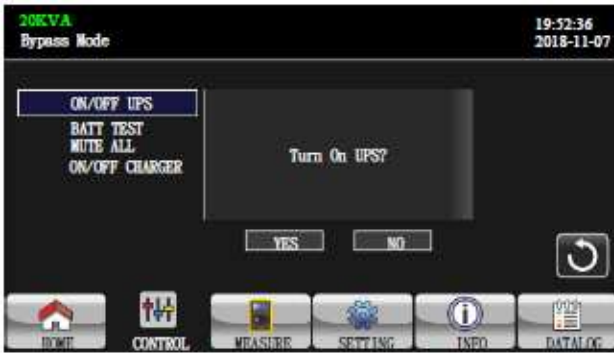 20KVA
Bypass Mode
19:52:36
2018-11-07
ON/OFF UPS
BATT TEST
MUTE ALL
ON/OFF CHARGER
Turn On UPS?
YES
NO
HOME
CONTROL
MEASURE
SETTING
INFO
DATALOG